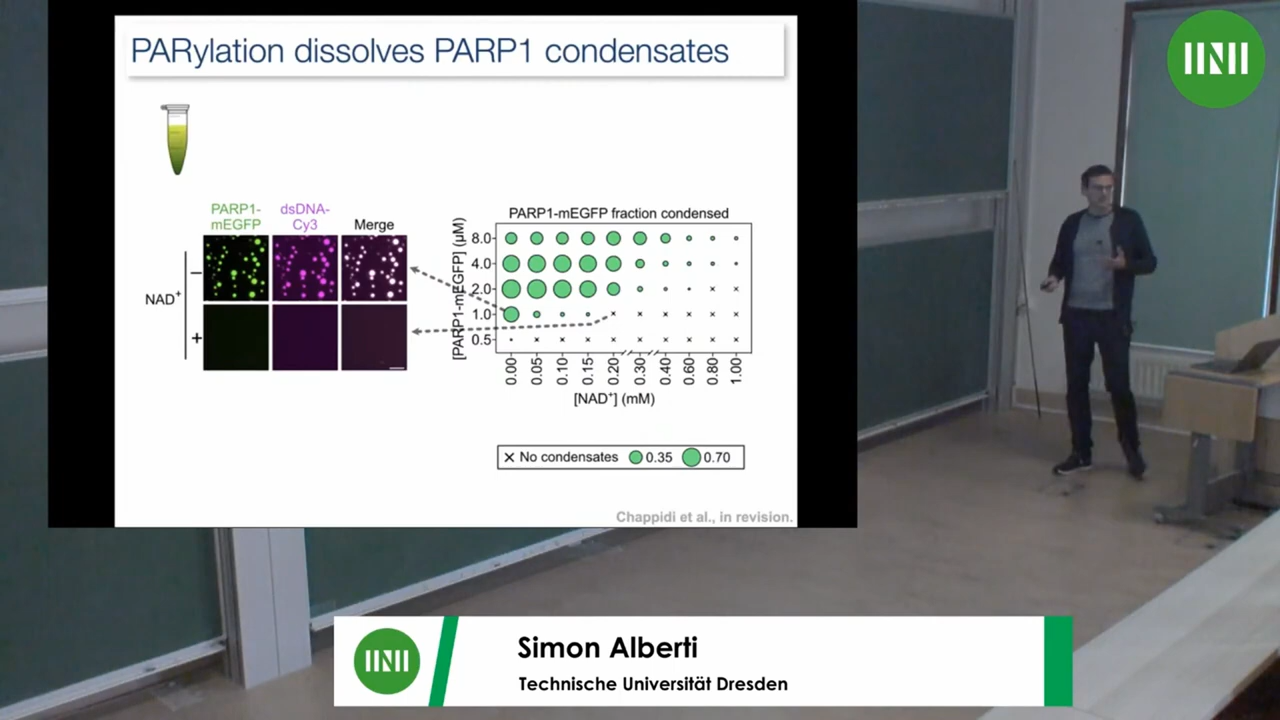 PARylation dissolves PARP1 condensates
PARP1-
mEGFP
dsDNA-
Cy3
Merge
NAD+
−
+
PARP1-mEGFP fraction condensed
[PARP1-mEGFP] (µM)
8.0
4.0
2.0
1.0
0.5
0.00 0.05 0.10 0.15 0.20 0.30 0.40 0.60 0.80 1.00
[NAD+] (mM)
× No condensates 0.35 0.70
Chappidi et al., in revision.
Simon Alberti
Technische Universität Dresden